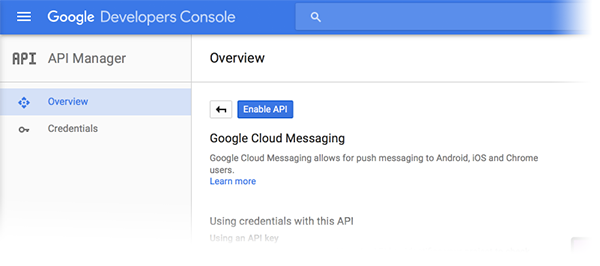 Google Developers Console
API API Manager
Overview
Overview
Credentials
Enable API
Google Cloud Messaging
Google Cloud Messaging allows for push messaging to Android, iOS and Chrome
users.
Learn more
Using credentials with this API
Using an API key